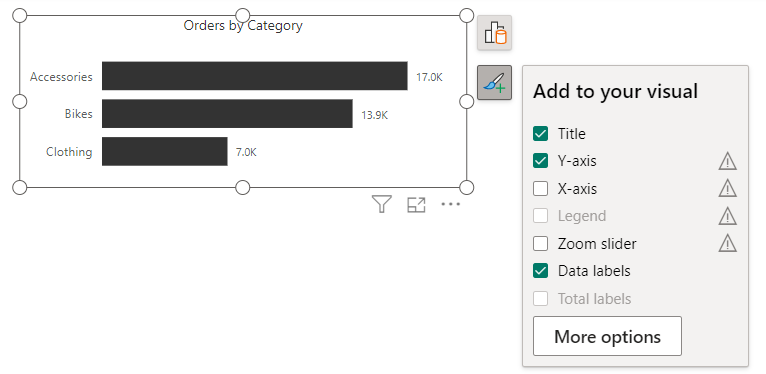 Orders by Category
Accessories 17.0K
Bikes 13.9K
Clothing 7.0K
Add to your visual
Title
Y-axis
X-axis
Legend
Zoom slider
Data labels
Total labels
More options